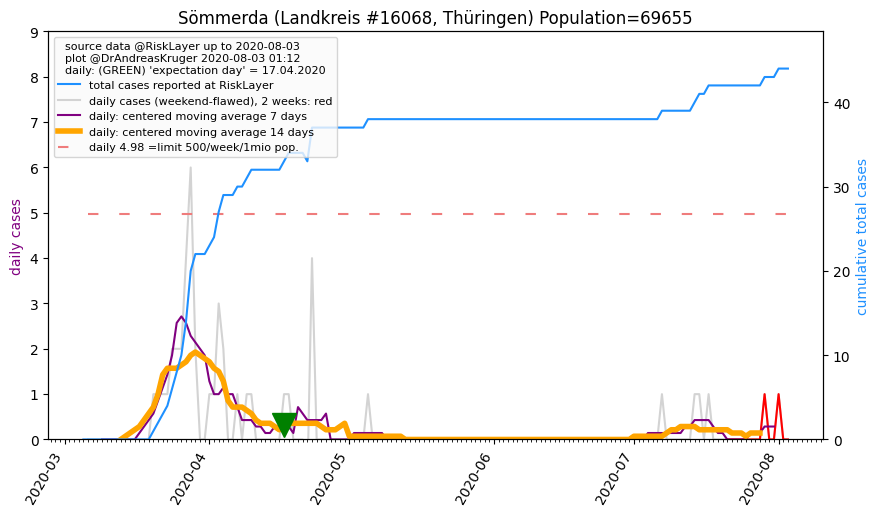 Sömmerda (Landkreis #16068, Thüringen) Population=69655
source data @RiskLayer up to 2020-08-03
plot @DrAndreasKruger 2020-08-03 01:12
daily: (GREEN) 'expectation day' = 17.04.2020
total cases reported at RiskLayer
daily cases (weekend-flawed), 2 weeks: red
daily: centered moving average 7 days
daily: centered moving average 14 days
daily 4.98 =limit 500/week/1mio pop.
daily cases
9
8
7
6
5
4
3
2
1
0
cumulative total cases
40
30
20
10
0
2020-03
2020-04
2020-05
2020-06
2020-07
2020-08